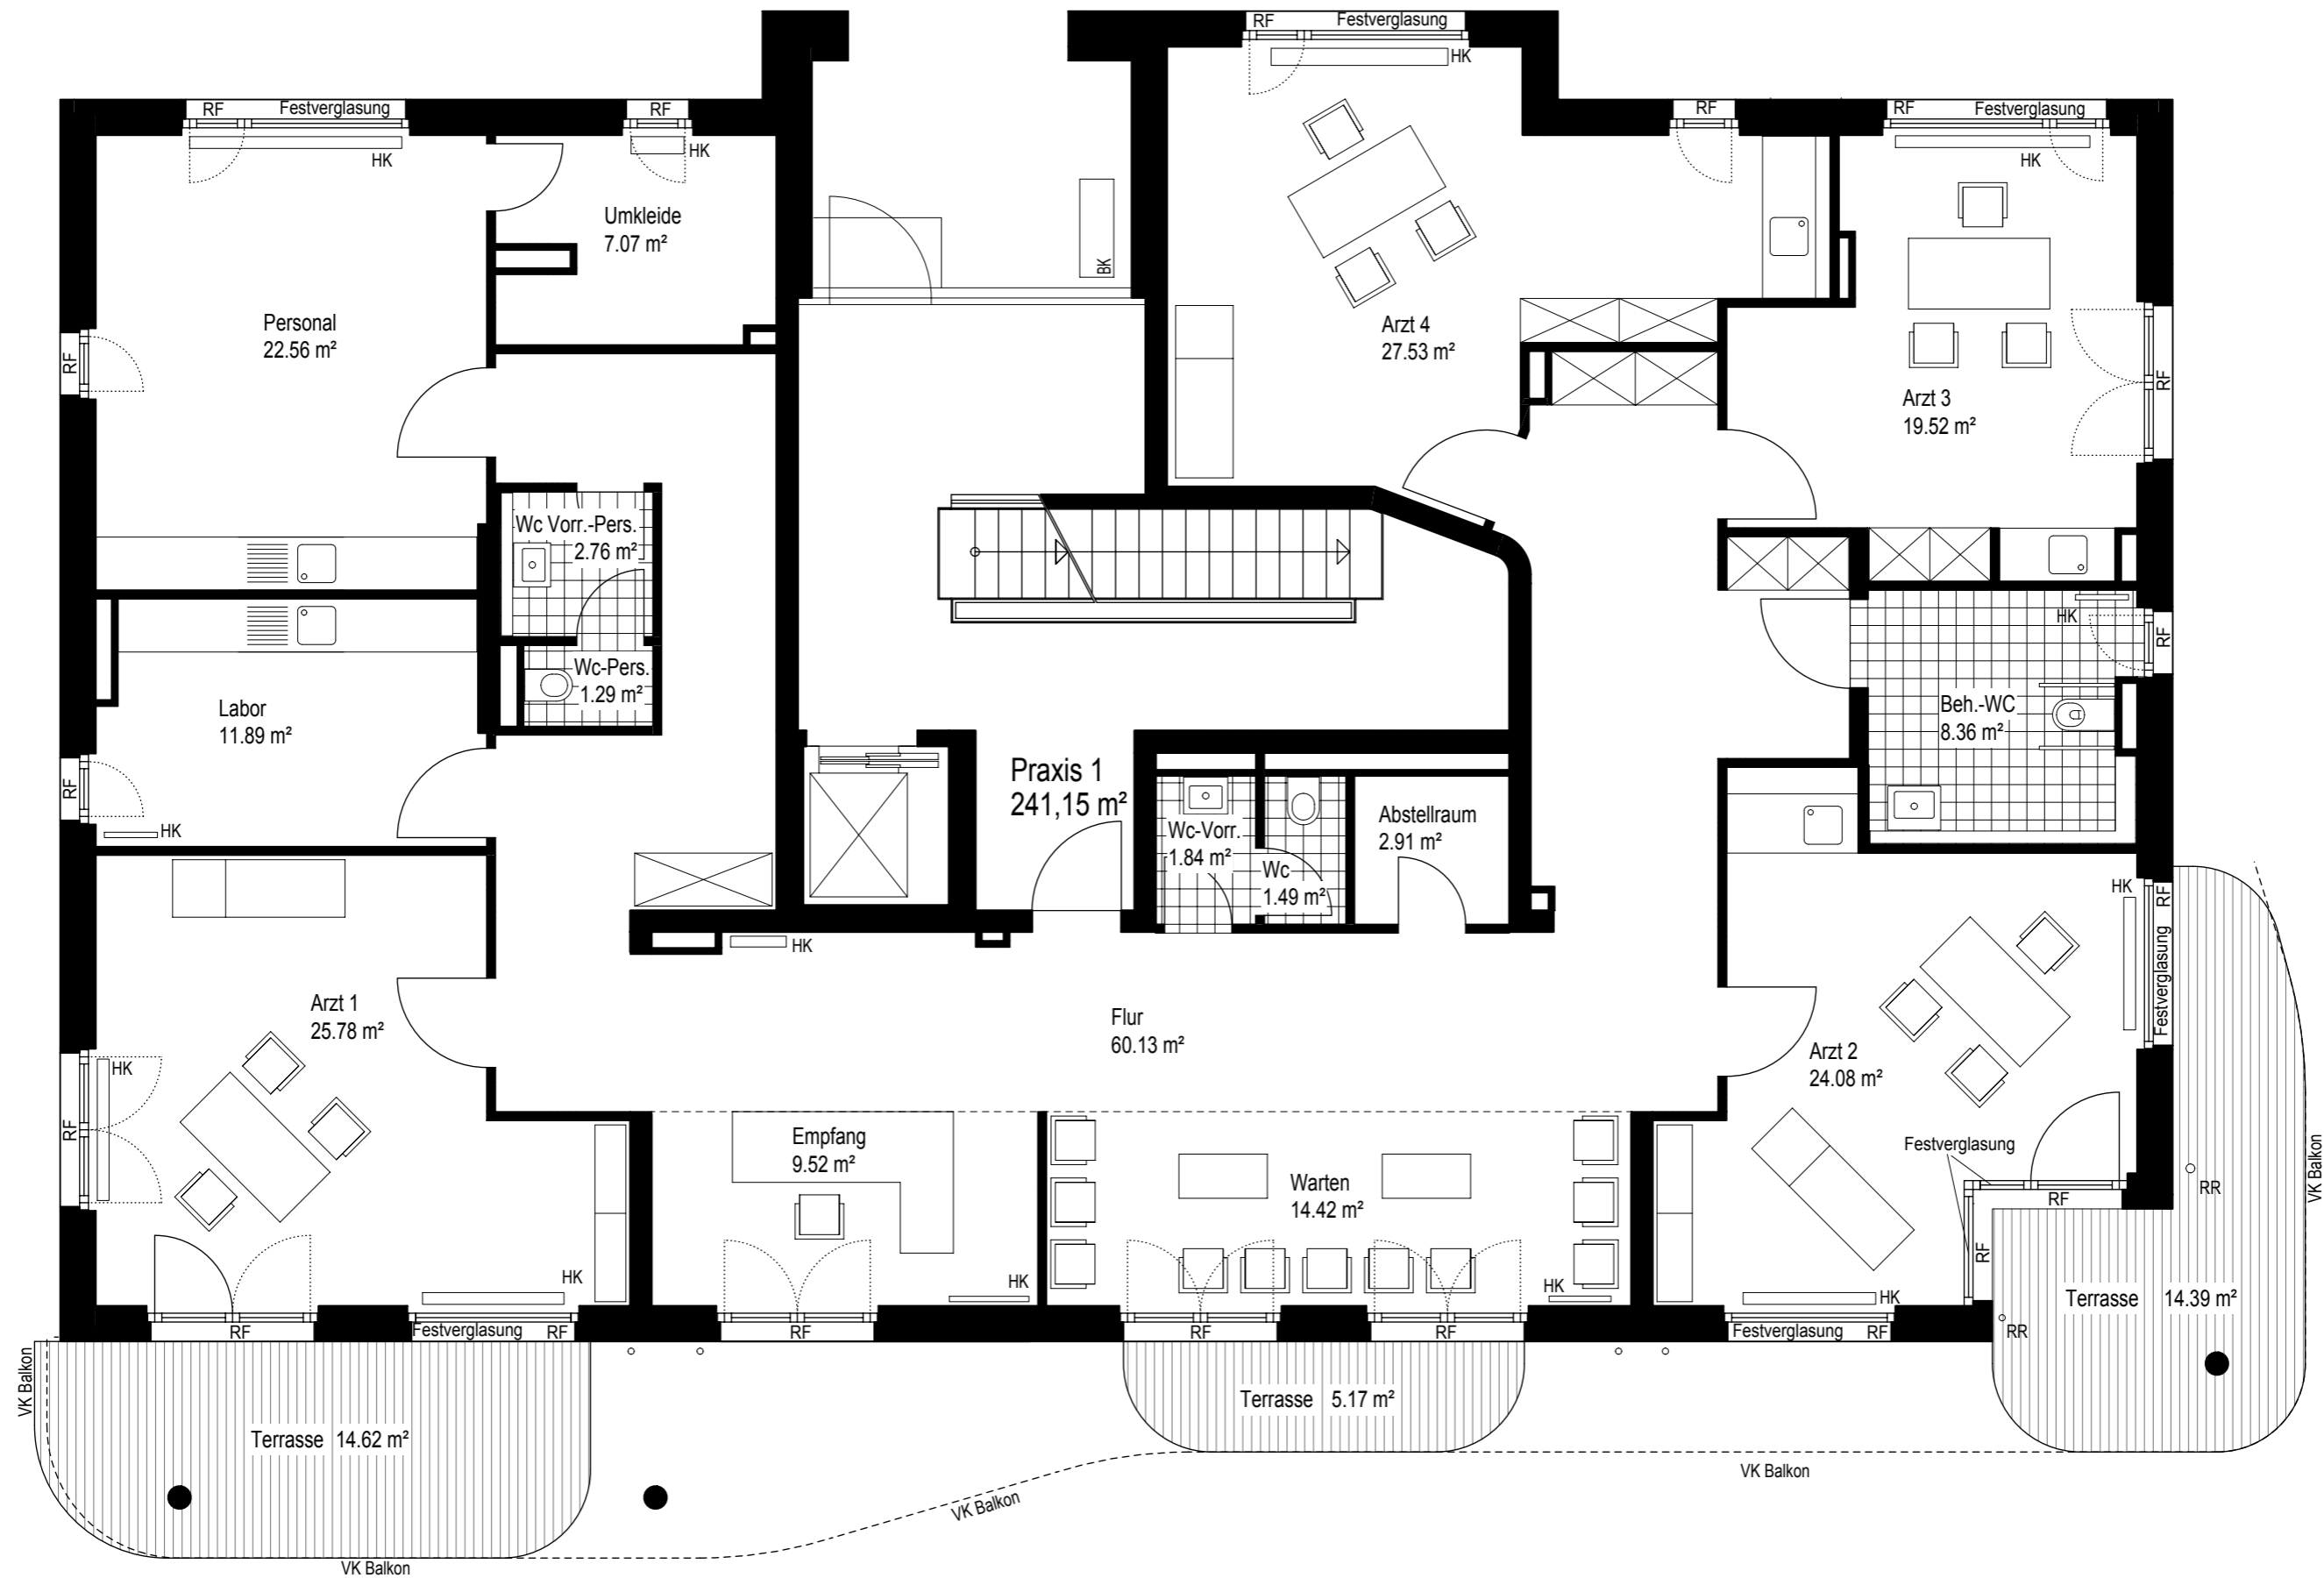 RF Festverglasung
HK
RF Festverglasung
HK
RF
HK
RF
RF Festverglasung
HK
Umkleide
7.07 m²
BK
Personal
22.56 m²
RF
Arzt 4
27.53 m²
Arzt 3
19.52 m²
RF
Wc Vorr.-Pers.
2.76 m²
Wc-Pers.
1.29 m²
Labor
11.89 m²
RF
HK
HK
RF
Beh.-WC
8.36 m²
Praxis 1
241,15 m²
Wc-Vorr.
1.84 m²
Wc
1.49 m²
Abstellraum
2.91 m²
HK
HK
RF
Festverglasung
Arzt 1
25.78 m²
HK
RF
Flur
60.13 m²
Arzt 2
24.08 m²
Empfang
9.52 m²
Warten
14.42 m²
Festverglasung
RF
RF
RR
VK Balkon
HK
HK
HK
HK
RF
Festverglasung RF
RF
RF
RF
Festverglasung RF
Terrasse 14.39 m²
RR
VK Balkon
Terrasse 14.62 m²
Terrasse 5.17 m²
VK Balkon
VK Balkon
VK Balkon